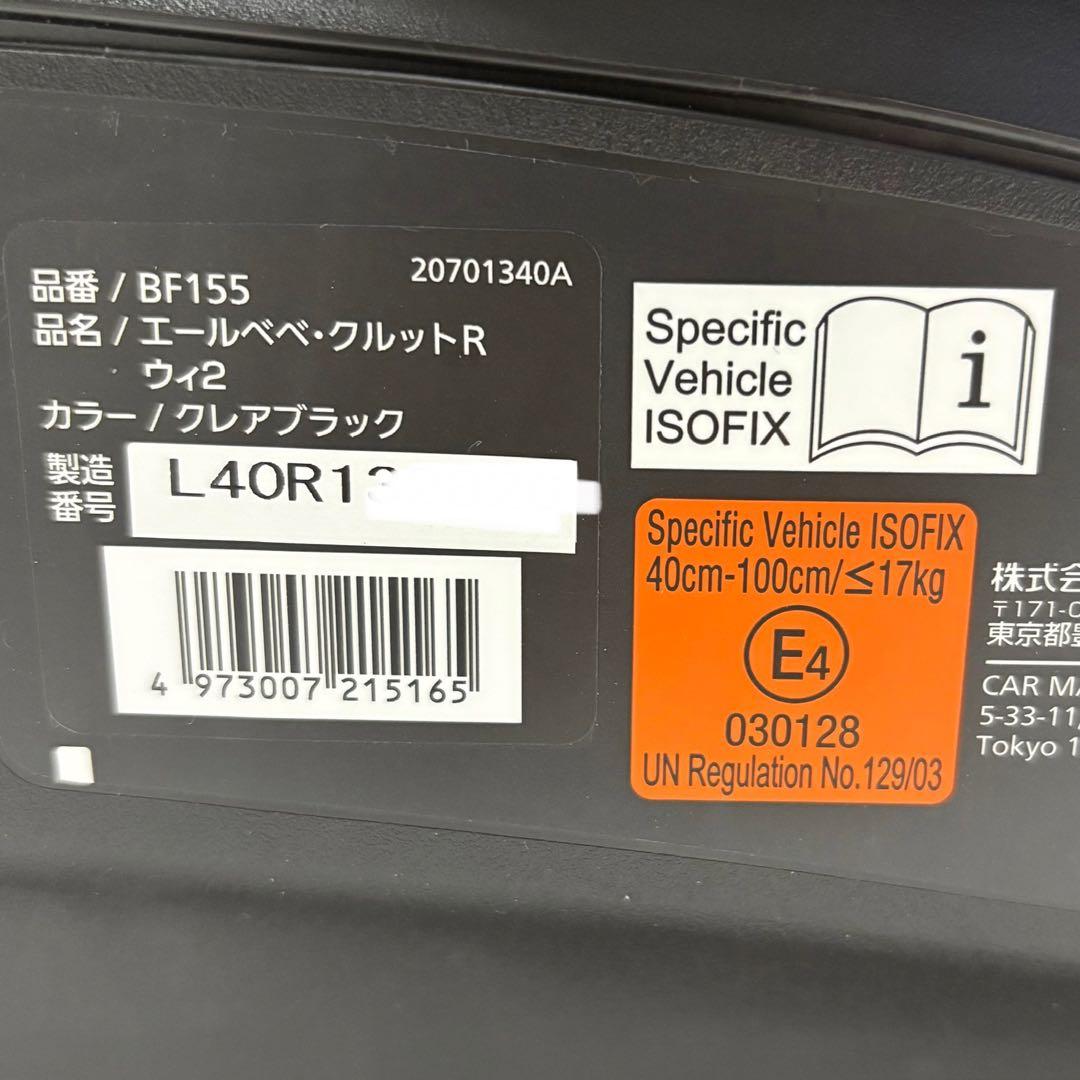 品番 / BF155
20701340A
品名 / エールベベ・クルットR
ウィ2
カラー / クレアブラック
製造
番号
L40R13
4 973007 215165
Specific
Vehicle
ISOFIX
i
Specific Vehicle ISOFIX
40cm-100cm/≤17kg
E4
030128
UN Regulation No.129/03
株式
〒171-0
東京都
CAR MA
5-33-11,
Tokyo 1